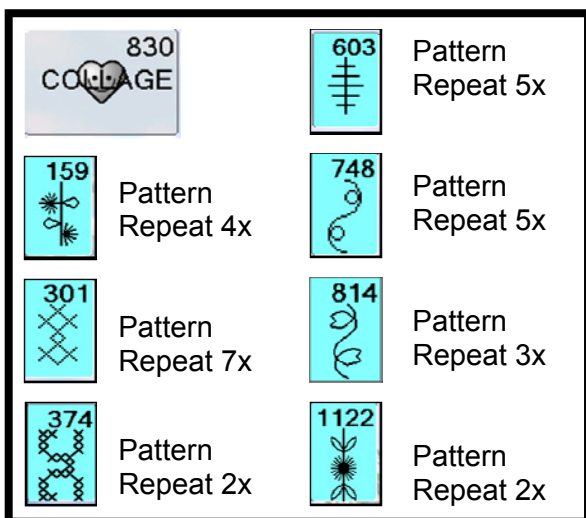 830
COLLAGE
159
Pattern
Repeat 4x
301
Pattern
Repeat 7x
374
Pattern
Repeat 2x
603
Pattern
Repeat 5x
748
Pattern
Repeat 5x
814
Pattern
Repeat 3x
1122
Pattern
Repeat 2x